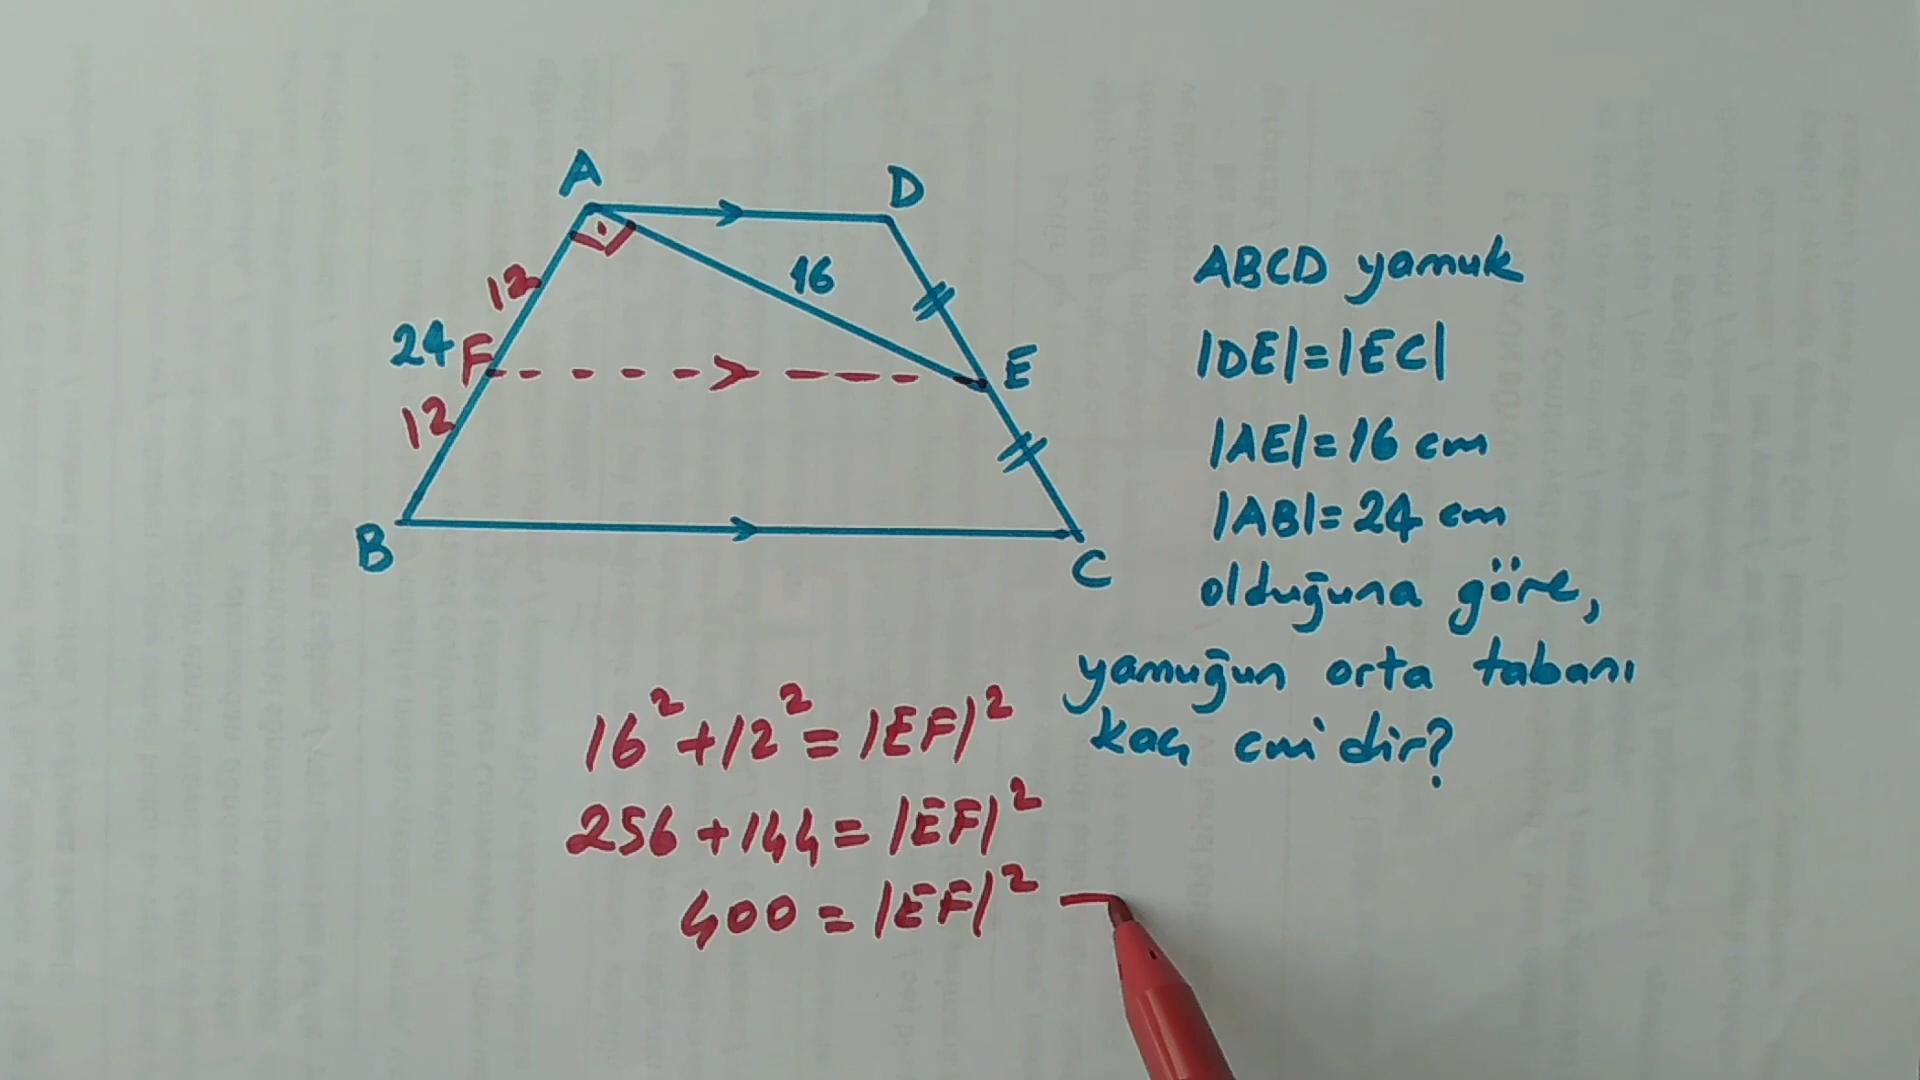 A
D
12
16
24
F
E
12
B
C
ABCD yamuk
|DE|=|EC|
|AE|=16 cm
|AB|=24 cm
olduğuna göre,
yamuğun orta tabanı
kaç cm'dir?
16²+12²=|EF|²
256+144=|EF|²
400=|EF|²